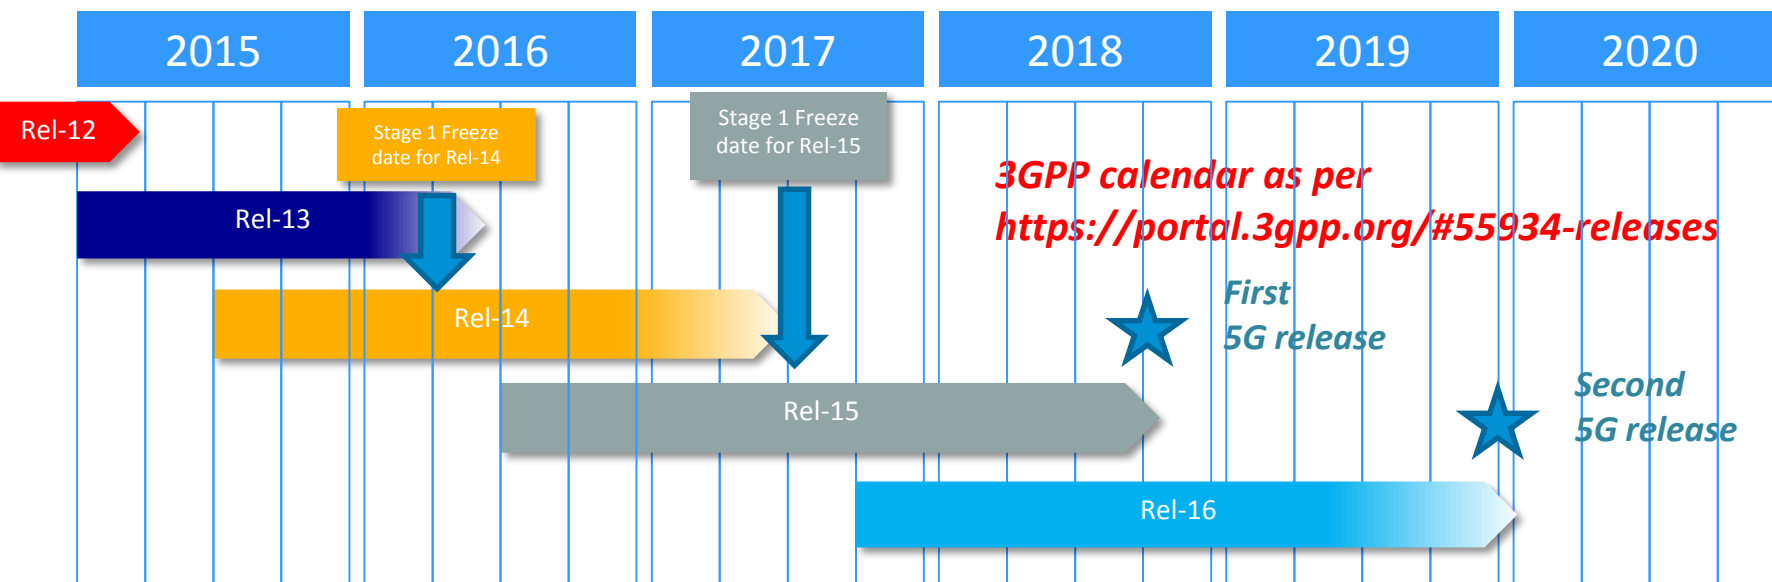 2015
2016
2017
2018
2019
2020
Rel-12
Stage 1 Freeze
date for Rel-14
Stage 1 Freeze
date for Rel-15
3GPP calendar as per
https://portal.3gpp.org/#55934-releases
Rel-13
First
5G release
Rel-14
Second
5G release
Rel-15
Rel-16